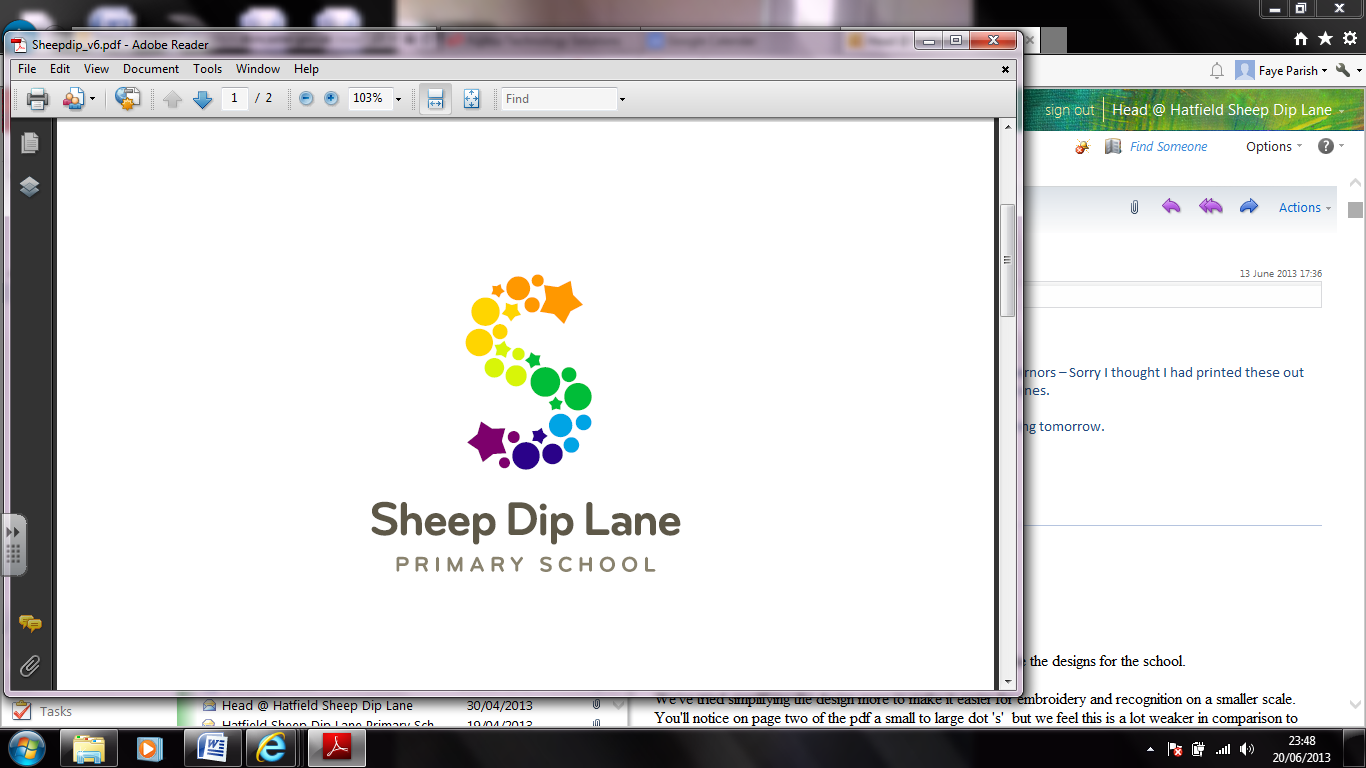 Sheepdip_v6.pdf - Adobe Reader
File Edit View Document Tools Window Help
1 / 2 103% Find
Faye Parish
sign out Head @ Hatfield Sheep Dip Lane
Find Someone Options
Actions
13 June 2013 17:36
Sheep Dip Lane
PRIMARY SCHOOL
rnors – Sorry I thought I had printed these out
nes.
ng tomorrow.
e the designs for the school.
We've tried simplifying the design more to make it easier for embroidery and recognition on a smaller scale.
You'll notice on page two of the pdf a small to large dot 's' but we feel this is a lot weaker in comparison to
Tasks
Head @ Hatfield Sheep Dip Lane 30/04/2013
Hatfield Sheep Dip Lane Primary Sch 19/04/2013
23:48
20/06/2013